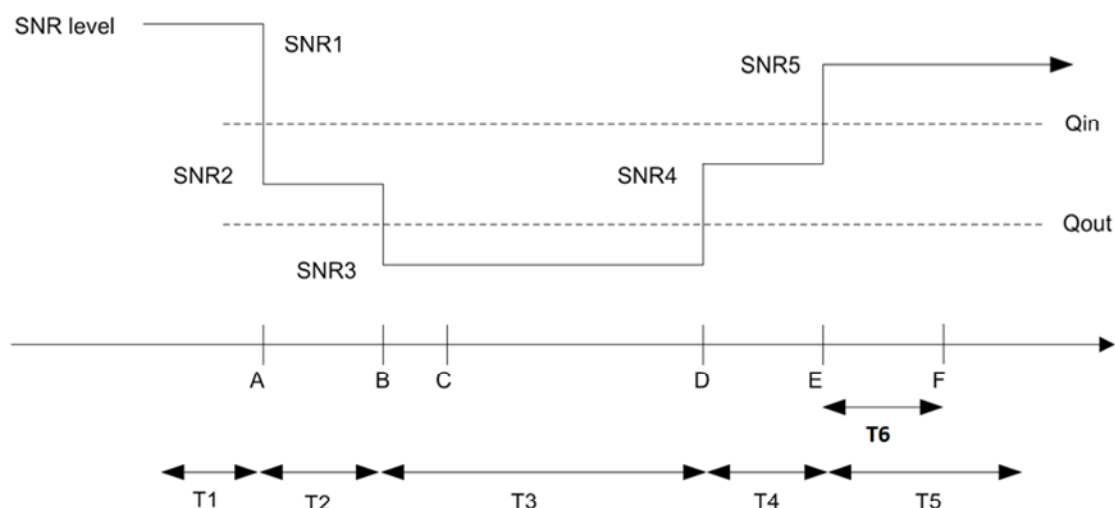 SNR level
SNR1
SNR5
Qin
SNR2
SNR4
Qout
SNR3
A B C D E F
T6
T1 T2 T3 T4 T5